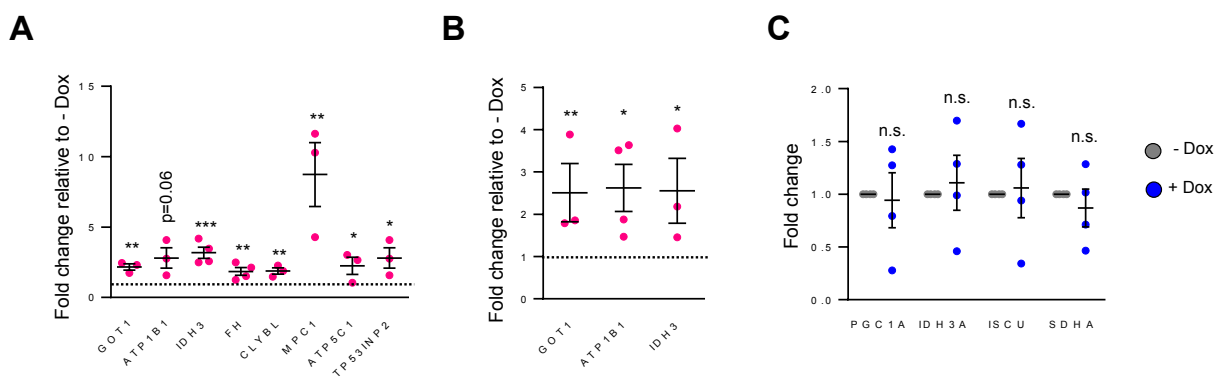 A
Fold change relative to - Dox
15
10
5
0
**
p=0.06
***
**
**
**
*
*
GOT1
ATP1B1
IDH3
FH
CLYBL
MPC1
ATP5C1
TP53INP2
B
Fold change relative to - Dox
5
4
3
2
1
0
**
*
*
GOT1
ATP1B1
IDH3
C
Fold change
2.0
1.5
1.0
0.5
0.0
n.s.
n.s.
n.s.
n.s.
PGC1A
IDH3A
ISCU
SDHA
- Dox
+ Dox